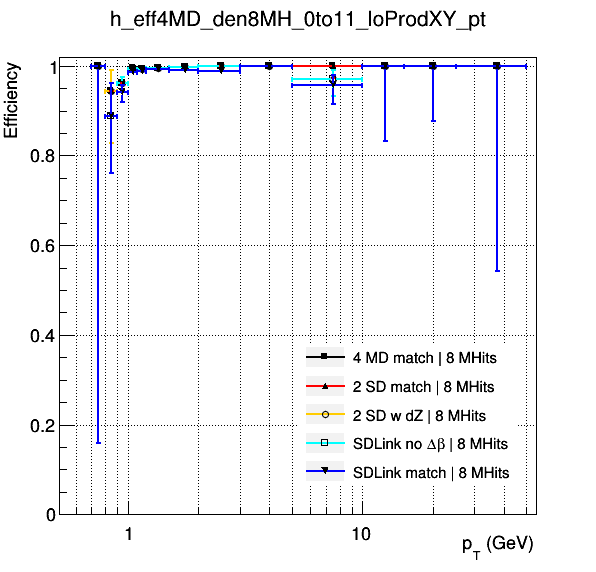 h_eff4MD_den8MH_0to11_loProdXY_pt
Efficiency
1
0.8
0.6
0.4
0.2
0
4 MD match | 8 MHits
2 SD match | 8 MHits
2 SD w dZ | 8 MHits
SDLink no Δβ | 8 MHits
SDLink match | 8 MHits
1 10
p_T (GeV)